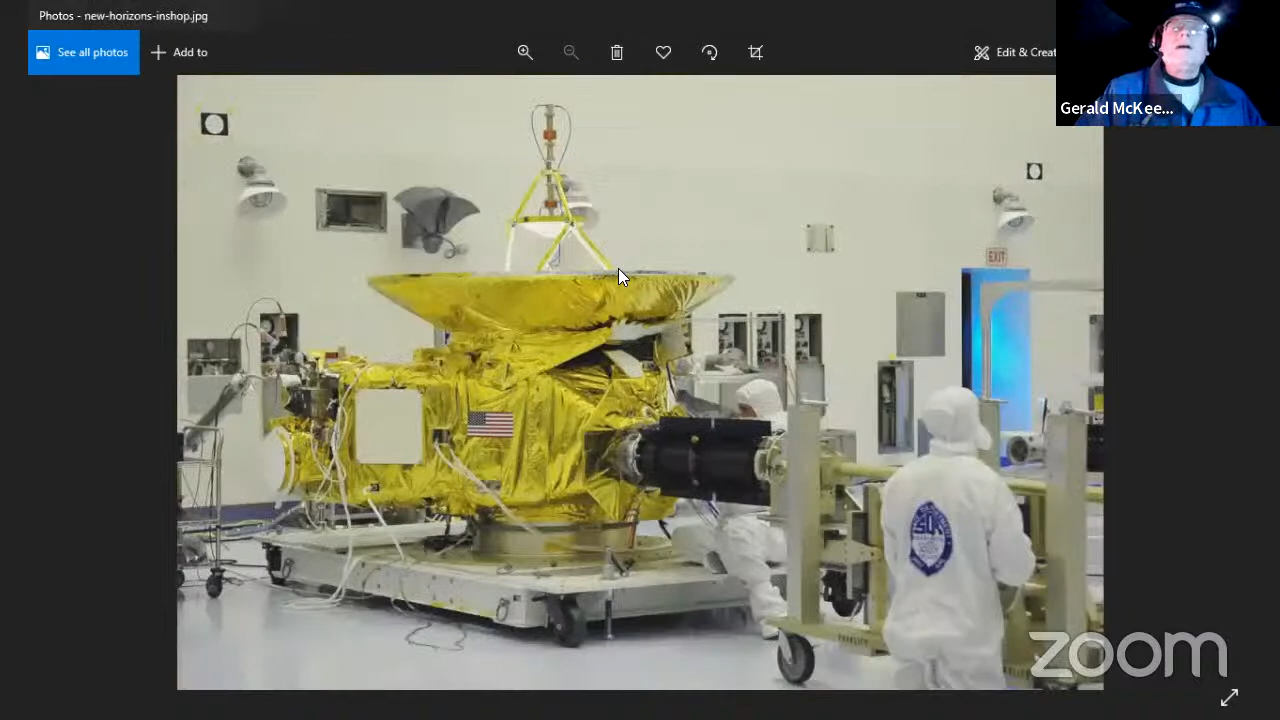 Photos - new-horizons-inshop.jpg
See all photos
Add to
Edit & Creat
Gerald McKee...
EXIT
zoom